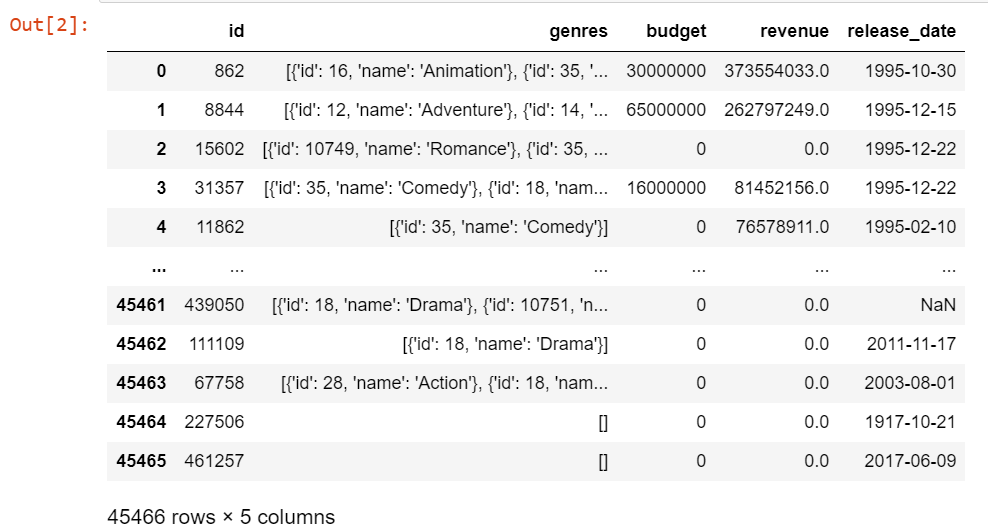 Out[2]:
id genres budget revenue release_date
0 862 [{'id': 16, 'name': 'Animation'}, {'id': 35, '... 30000000 373554033.0 1995-10-30
1 8844 [{'id': 12, 'name': 'Adventure'}, {'id': 14, '... 65000000 262797249.0 1995-12-15
2 15602 [{'id': 10749, 'name': 'Romance'}, {'id': 35, ... 0 0.0 1995-12-22
3 31357 [{'id': 35, 'name': 'Comedy'}, {'id': 18, 'nam... 16000000 81452156.0 1995-12-22
4 11862 [{'id': 35, 'name': 'Comedy'}] 0 76578911.0 1995-02-10
... ... ... ... ... ...
45461 439050 [{'id': 18, 'name': 'Drama'}, {'id': 10751, 'n... 0 0.0 NaN
45462 111109 [{'id': 18, 'name': 'Drama'}] 0 0.0 2011-11-17
45463 67758 [{'id': 28, 'name': 'Action'}, {'id': 18, 'nam... 0 0.0 2003-08-01
45464 227506 [] 0 0.0 1917-10-21
45465 461257 [] 0 0.0 2017-06-09
45466 rows × 5 columns